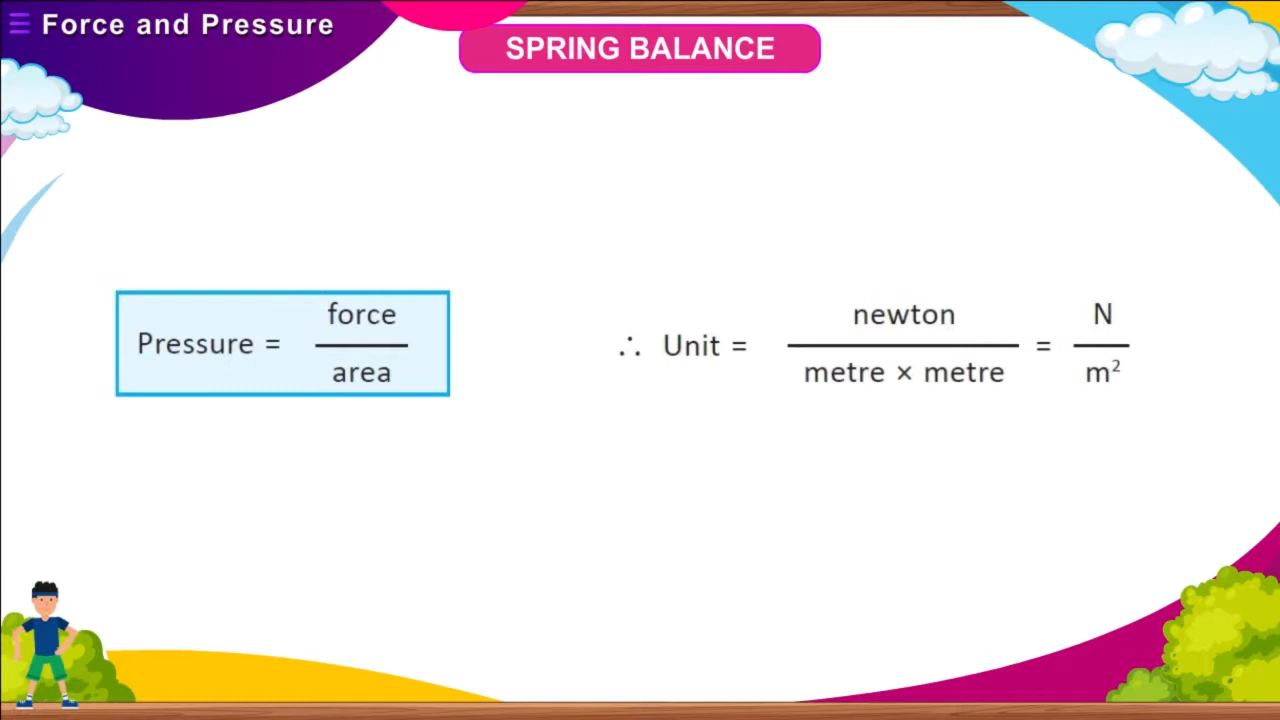 Force and Pressure
SPRING BALANCE
Pressure = force / area
∴ Unit = newton / metre × metre = N / m²